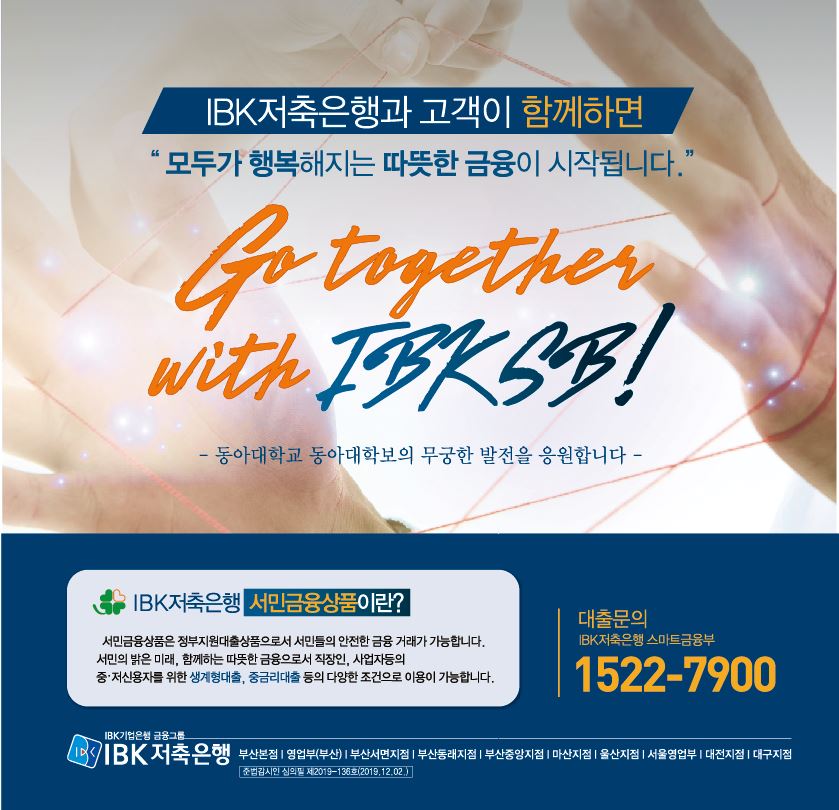 IBK저축은행과 고객이 함께하면
“ 모두가 행복해지는 따뜻한 금융이 시작됩니다.”
Go together
with IBK SB!
- 동아대학교 동아대학보의 무궁한 발전을 응원합니다 -
IBK저축은행 서민금융상품이란?
서민금융상품은 정부지원대출상품으로서 서민들의 안전한 금융 거래가 가능합니다.
서민의 밝은 미래, 함께하는 따뜻한 금융으로서 직장인, 사업자등의
중·저신용자를 위한 생계형대출, 중금리대출 등의 다양한 조건으로 이용이 가능합니다.
대출문의
IBK저축은행 스마트금융부
1522-7900
IBK기업은행 금융그룹
IBK저축은행
부산본점 I 영업부(부산) I 부산서면지점 I 부산동래지점 I 부산중앙지점 I 마산지점 I 울산지점 I 서울영업부 I 대전지점 I 대구지점
준법감시인 심의필 제2019-136호(2019.12.02.)